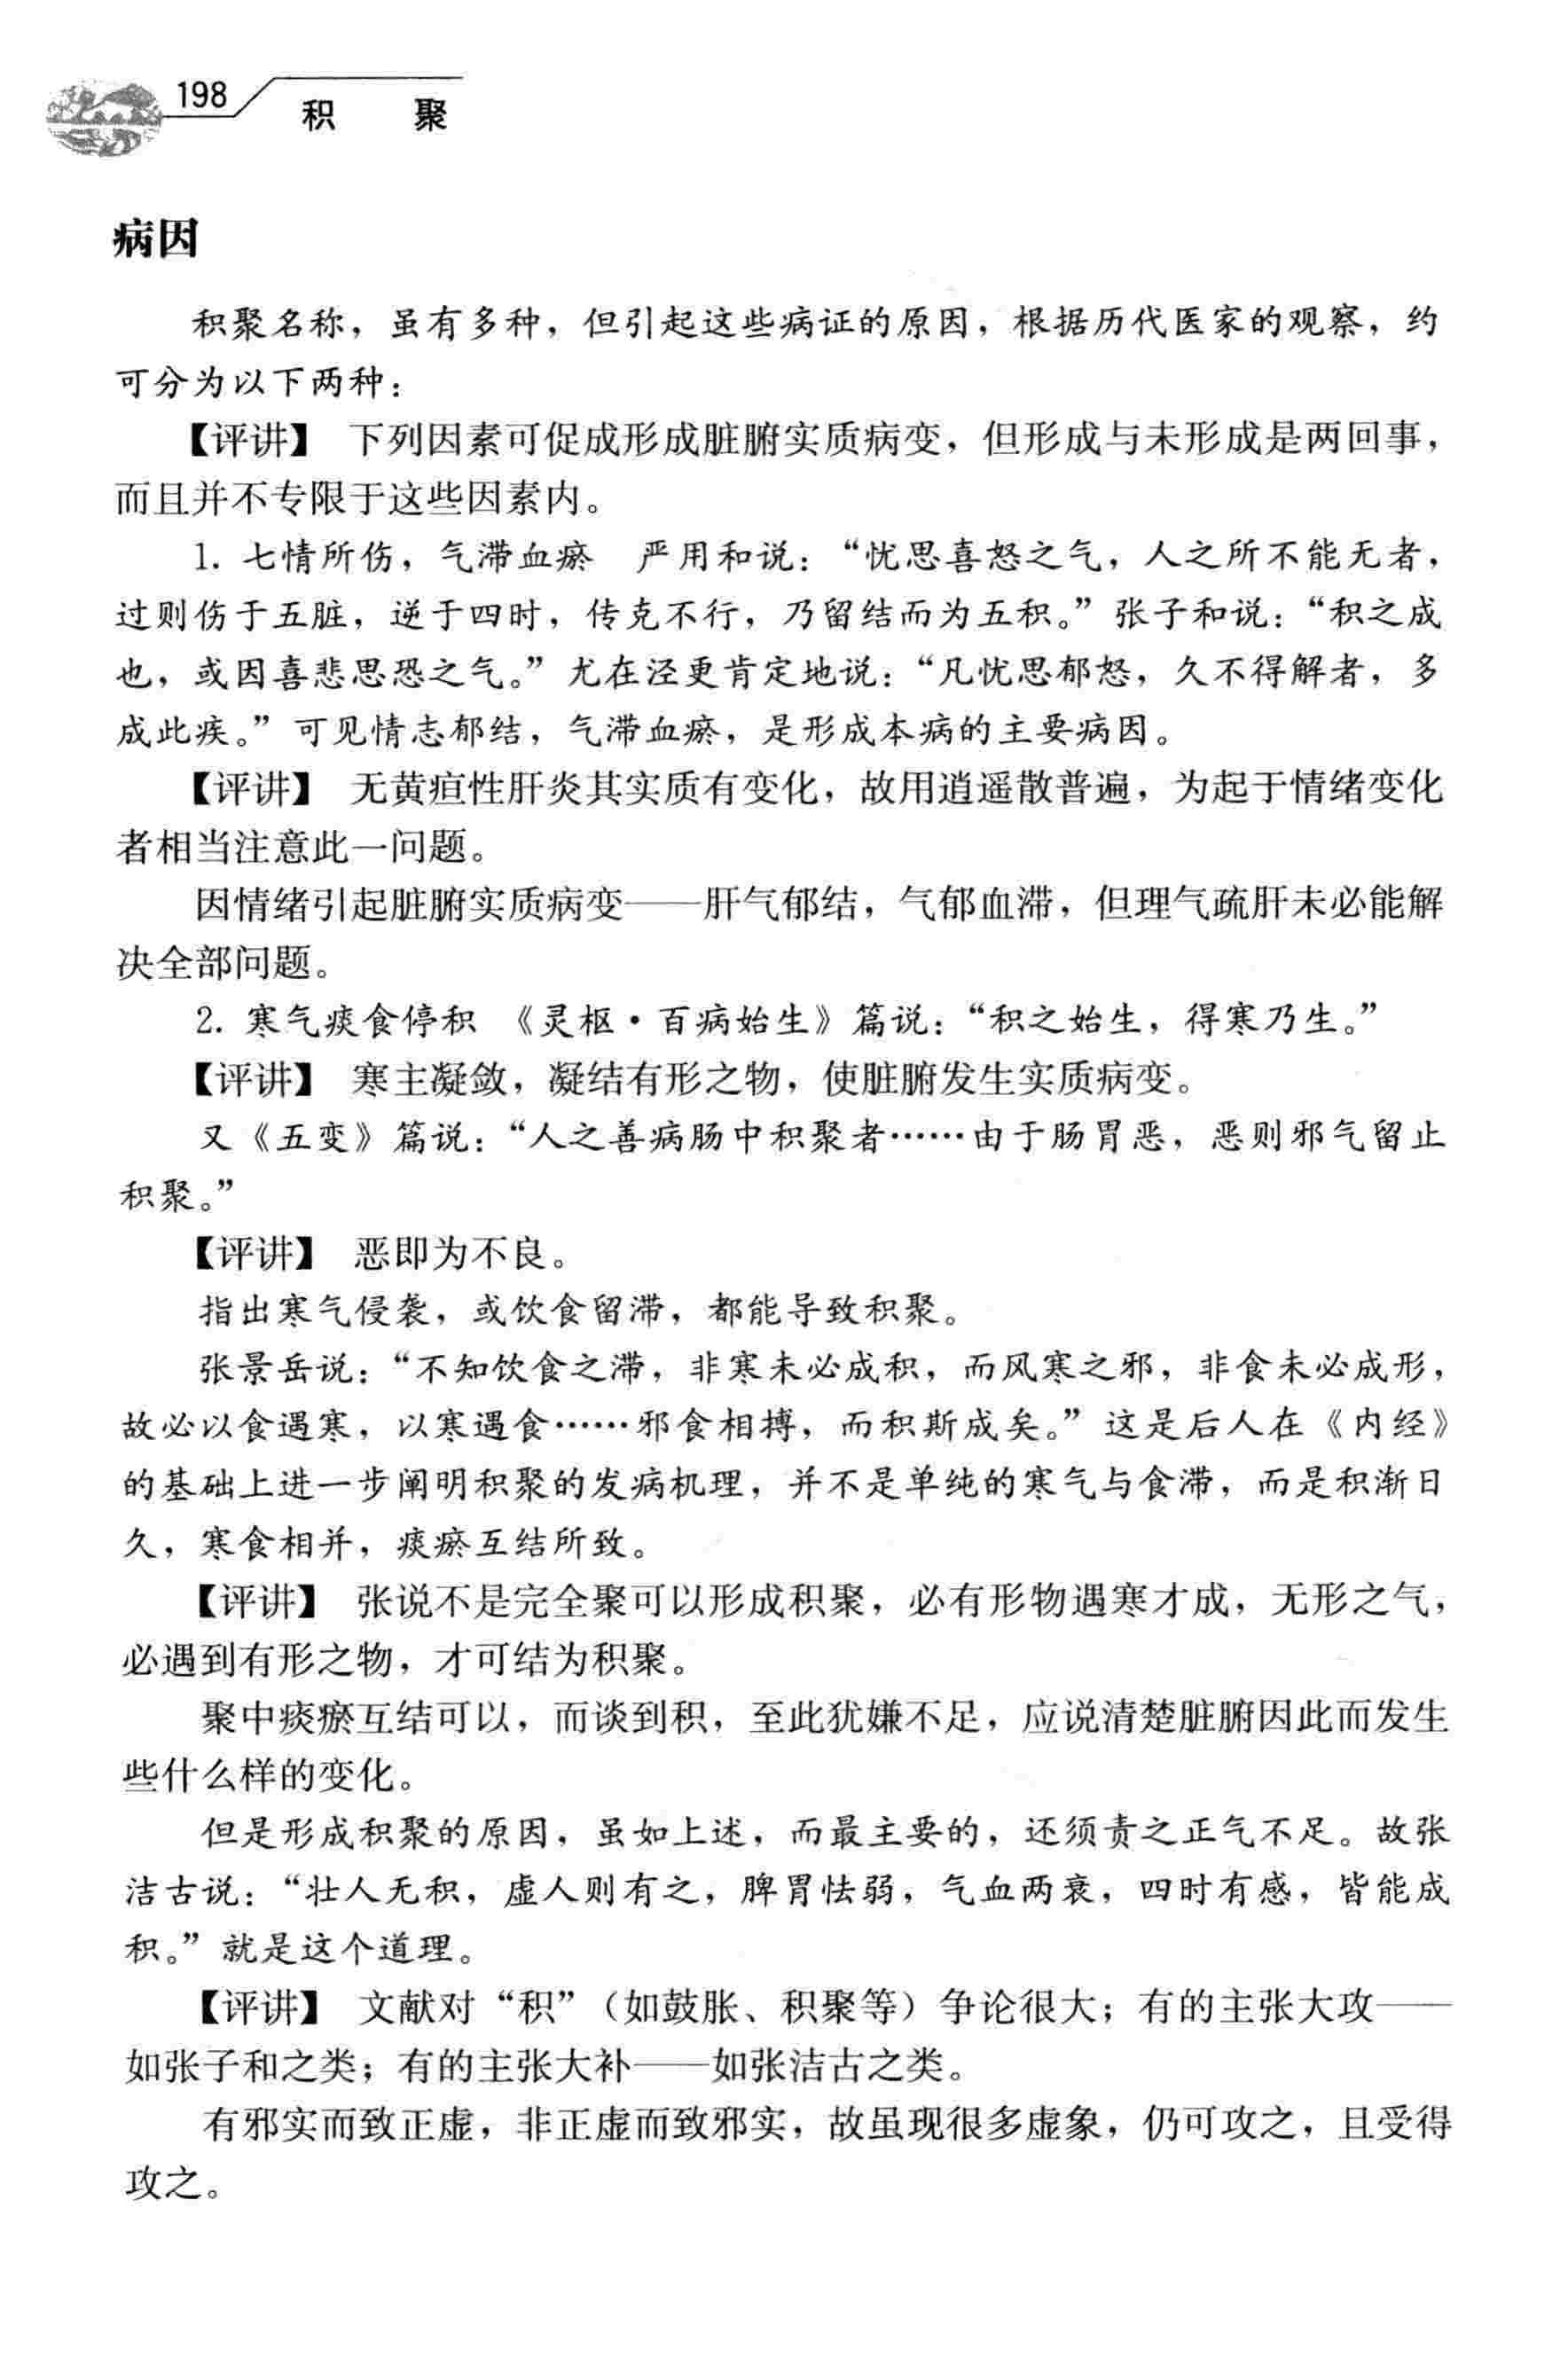 198
积　聚
病因
积聚名称，虽有多种，但引起这些病证的原因，根据历代医家的观察，约
可分为以下两种：
【评讲】 下列因素可促成形成脏腑实质病变，但形成与未形成是两回事，
而且并不专限于这些因素内。
1. 七情所伤，气滞血瘀　严用和说：“忧思喜怒之气，人之所不能无者，
过则伤于五脏，逆于四时，传克不行，乃留结而为五积。”张子和说：“积之成
也，或因喜悲思恐之气。”尤在泾更肯定地说：“凡忧思郁怒，久不得解者，多
成此疾。”可见情志郁结，气滞血瘀，是形成本病的主要病因。
【评讲】 无黄疸性肝炎其实质有变化，故用逍遥散普遍，为起于情绪变化
者相当注意此一问题。
因情绪引起脏腑实质病变——肝气郁结，气郁血滞，但理气疏肝未必能解
决全部问题。
2. 寒气痰食停积　《灵枢·百病始生》篇说：“积之始生，得寒乃生。”
【评讲】 寒主凝敛，凝结有形之物，使脏腑发生实质病变。
又《五变》篇说：“人之善病肠中积聚者……由于肠胃恶，恶则邪气留止
积聚。”
【评讲】 恶即为不良。
指出寒气侵袭，或饮食留滞，都能导致积聚。
张景岳说：“不知饮食之滞，非寒未必成积，而风寒之邪，非食未必成形，
故必以食遇寒，以寒遇食……邪食相搏，而积斯成矣。”这是后人在《内经》
的基础上进一步阐明积聚的发病机理，并不是单纯的寒气与食滞，而是积渐日
久，寒食相并，痰瘀互结所致。
【评讲】 张说不是完全聚可以形成积聚，必有形物遇寒才成，无形之气，
必遇到有形之物，才可结为积聚。
聚中痰瘀互结可以，而谈到积，至此犹嫌不足，应说清楚脏腑因此而发生
些什么样的变化。
但是形成积聚的原因，虽如上述，而最主要的，还须责之正气不足。故张
洁古说：“壮人无积，虚人则有之，脾胃怯弱，气血两衰，四时有感，皆能成
积。”就是这个道理。
【评讲】 文献对“积”（如鼓胀、积聚等）争论很大；有的主张大攻——
如张子和之类；有的主张大补——如张洁古之类。
有邪实而致正虚，非正虚而致邪实，故虽现很多虚象，仍可攻之，且受得
攻之。